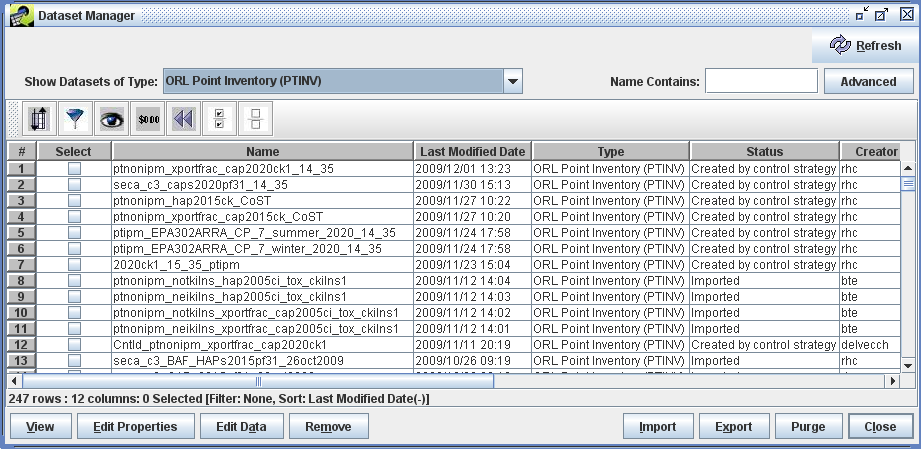 Dataset Manager
Refresh
Show Datasets of Type: ORL Point Inventory (PTINV) Name Contains: Advanced
$0.00
# Select Name Last Modified Date Type Status Creator
1 ptnonipm_xportfrac_cap2020ck1_14_35 2009/12/01 13:23 ORL Point Inventory (PTINV) Created by control strategy rhc
2 seca_c3_caps2020pf31_14_35 2009/11/30 15:13 ORL Point Inventory (PTINV) Created by control strategy rhc
3 ptnonipm_hap2015ck_CoST 2009/11/27 10:22 ORL Point Inventory (PTINV) Created by control strategy rhc
4 ptnonipm_xportfrac_cap2015ck_CoST 2009/11/27 10:20 ORL Point Inventory (PTINV) Created by control strategy rhc
5 ptipm_EPA302ARRA_CP_7_summer_2020_14_35 2009/11/24 17:58 ORL Point Inventory (PTINV) Created by control strategy rhc
6 ptipm_EPA302ARRA_CP_7_winter_2020_14_35 2009/11/24 17:58 ORL Point Inventory (PTINV) Created by control strategy rhc
7 2020ck1_15_35_ptipm 2009/11/23 15:04 ORL Point Inventory (PTINV) Created by control strategy rhc
8 ptnonipm_notkilns_hap2005ci_tox_ckilns1 2009/11/12 14:04 ORL Point Inventory (PTINV) Imported bte
9 ptnonipm_neikilns_hap2005ci_tox_ckilns1 2009/11/12 14:03 ORL Point Inventory (PTINV) Imported bte
10 ptnonipm_notkilns_xportfrac_cap2005ci_tox_ckilns1 2009/11/12 14:02 ORL Point Inventory (PTINV) Imported bte
11 ptnonipm_neikilns_xportfrac_cap2005ci_tox_ckilns1 2009/11/12 14:01 ORL Point Inventory (PTINV) Imported bte
12 Cntlld_ptnonipm_xportfrac_cap2020ck1 2009/11/11 20:19 ORL Point Inventory (PTINV) Created by control strategy delvecch
13 seca_c3_BAF_HAPs2015pf31_26oct2009 2009/10/26 09:19 ORL Point Inventory (PTINV) Imported rhc
247 rows : 12 columns: 0 Selected [Filter: None, Sort: Last Modified Date(-)]
View Edit Properties Edit Data Remove Import Export Purge Close